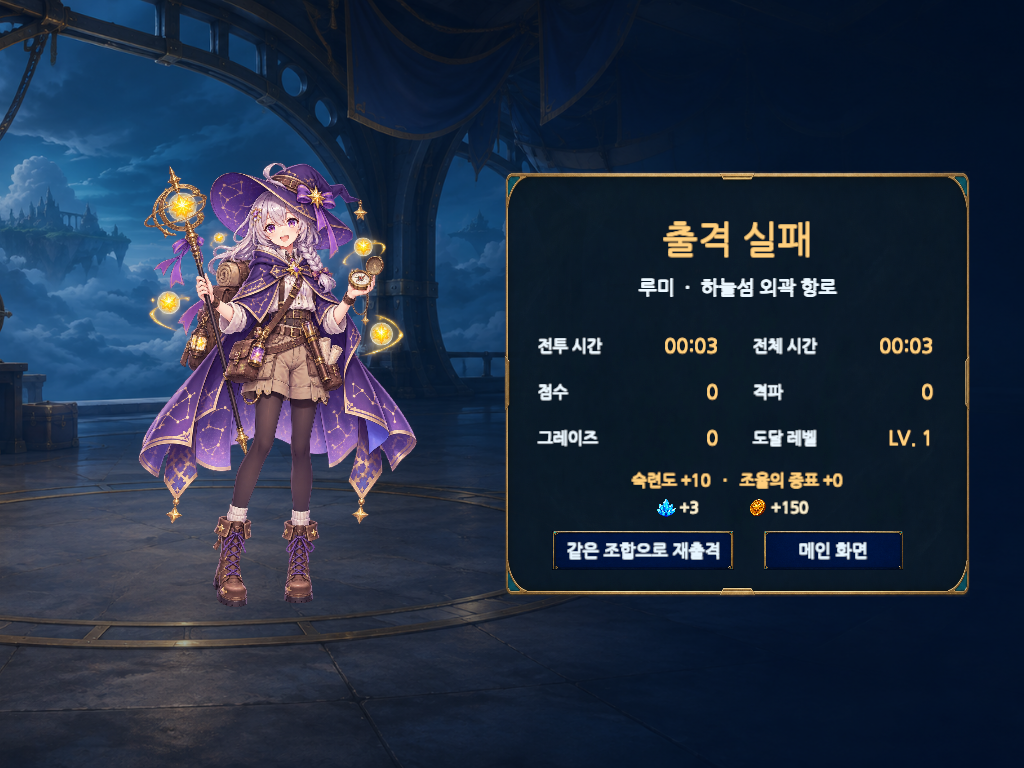 출격 실패
루미 · 하늘섬 외곽 항로
전투 시간 00:03 전체 시간 00:03
점수 0 격파 0
그레이즈 0 도달 레벨 LV. 1
숙련도 +10 · 조율의 증표 +0
+3 +150
같은 조합으로 재출격 메인 화면